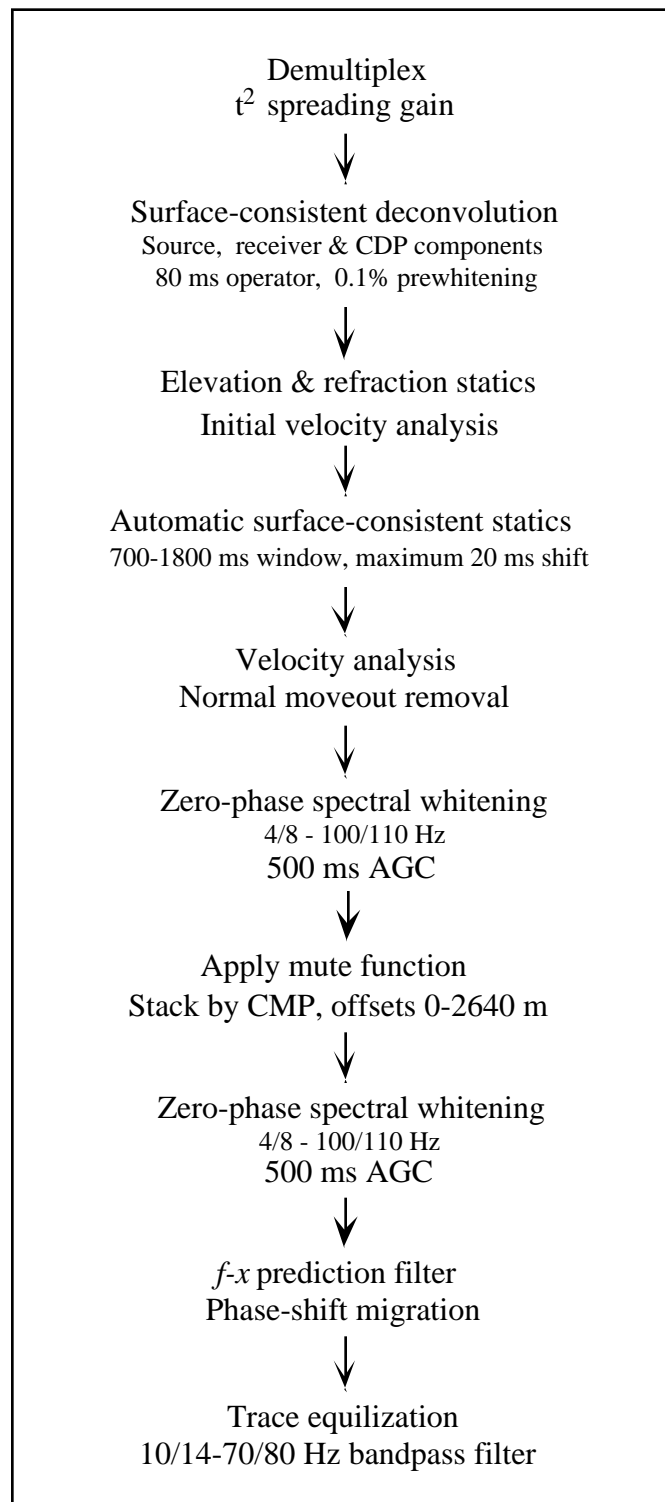 Demultiplex
t² spreading gain
Surface-consistent deconvolution
Source, receiver & CDP components
80 ms operator, 0.1% prewhitening
Elevation & refraction statics
Initial velocity analysis
Automatic surface-consistent statics
700-1800 ms window, maximum 20 ms shift
Velocity analysis
Normal moveout removal
Zero-phase spectral whitening
4/8 - 100/110 Hz
500 ms AGC
Apply mute function
Stack by CMP, offsets 0-2640 m
Zero-phase spectral whitening
4/8 - 100/110 Hz
500 ms AGC
f-x prediction filter
Phase-shift migration
Trace equilization
10/14-70/80 Hz bandpass filter